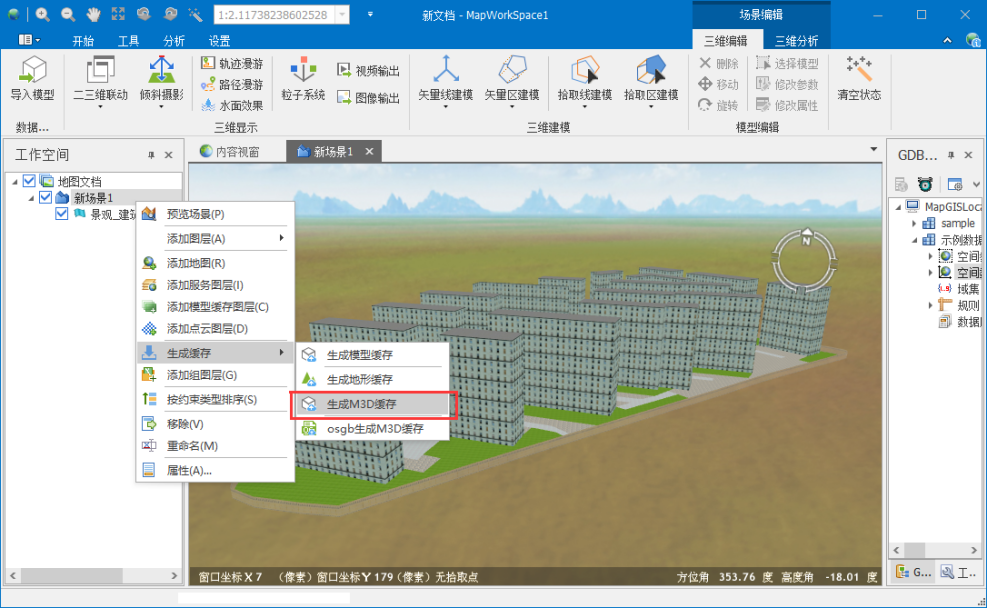 1:2.11738238602528
新文档 - MapWorkSpace1
场景编辑
开始
工具
分析
设置
三维编辑
三维分析
导入模型
二三维联动
倾斜摄影
轨迹漫游
路径漫游
水面效果
粒子系统
视频输出
图像输出
矢量线建模
矢量区建模
拾取线建模
拾取区建模
删除
移动
旋转
选择模型
修改参数
修改属性
清空状态
数据...
三维显示
三维建模
模型编辑
工作空间
内容视窗
新场景1
GDB...
地图文档
新场景1
景观_建筑
预览场景(P)
添加图层(A)
添加地图(R)
添加服务图层(I)
添加模型缓存图层(C)
添加点云图层(D)
生成缓存
添加组图层(G)
按约束类型排序(S)
移除(V)
重命名(M)
属性(A)...
生成模型缓存
生成地形缓存
生成M3D缓存
osgb生成M3D缓存
N
MapGISLoca
sample
示例数据
空间
空间
域集
规则
数据
窗口坐标 X 7 （像素）窗口坐标 Y 179（像素）无拾取点
方位角 353.76 度 高度角 -18.01 度
G...
工..